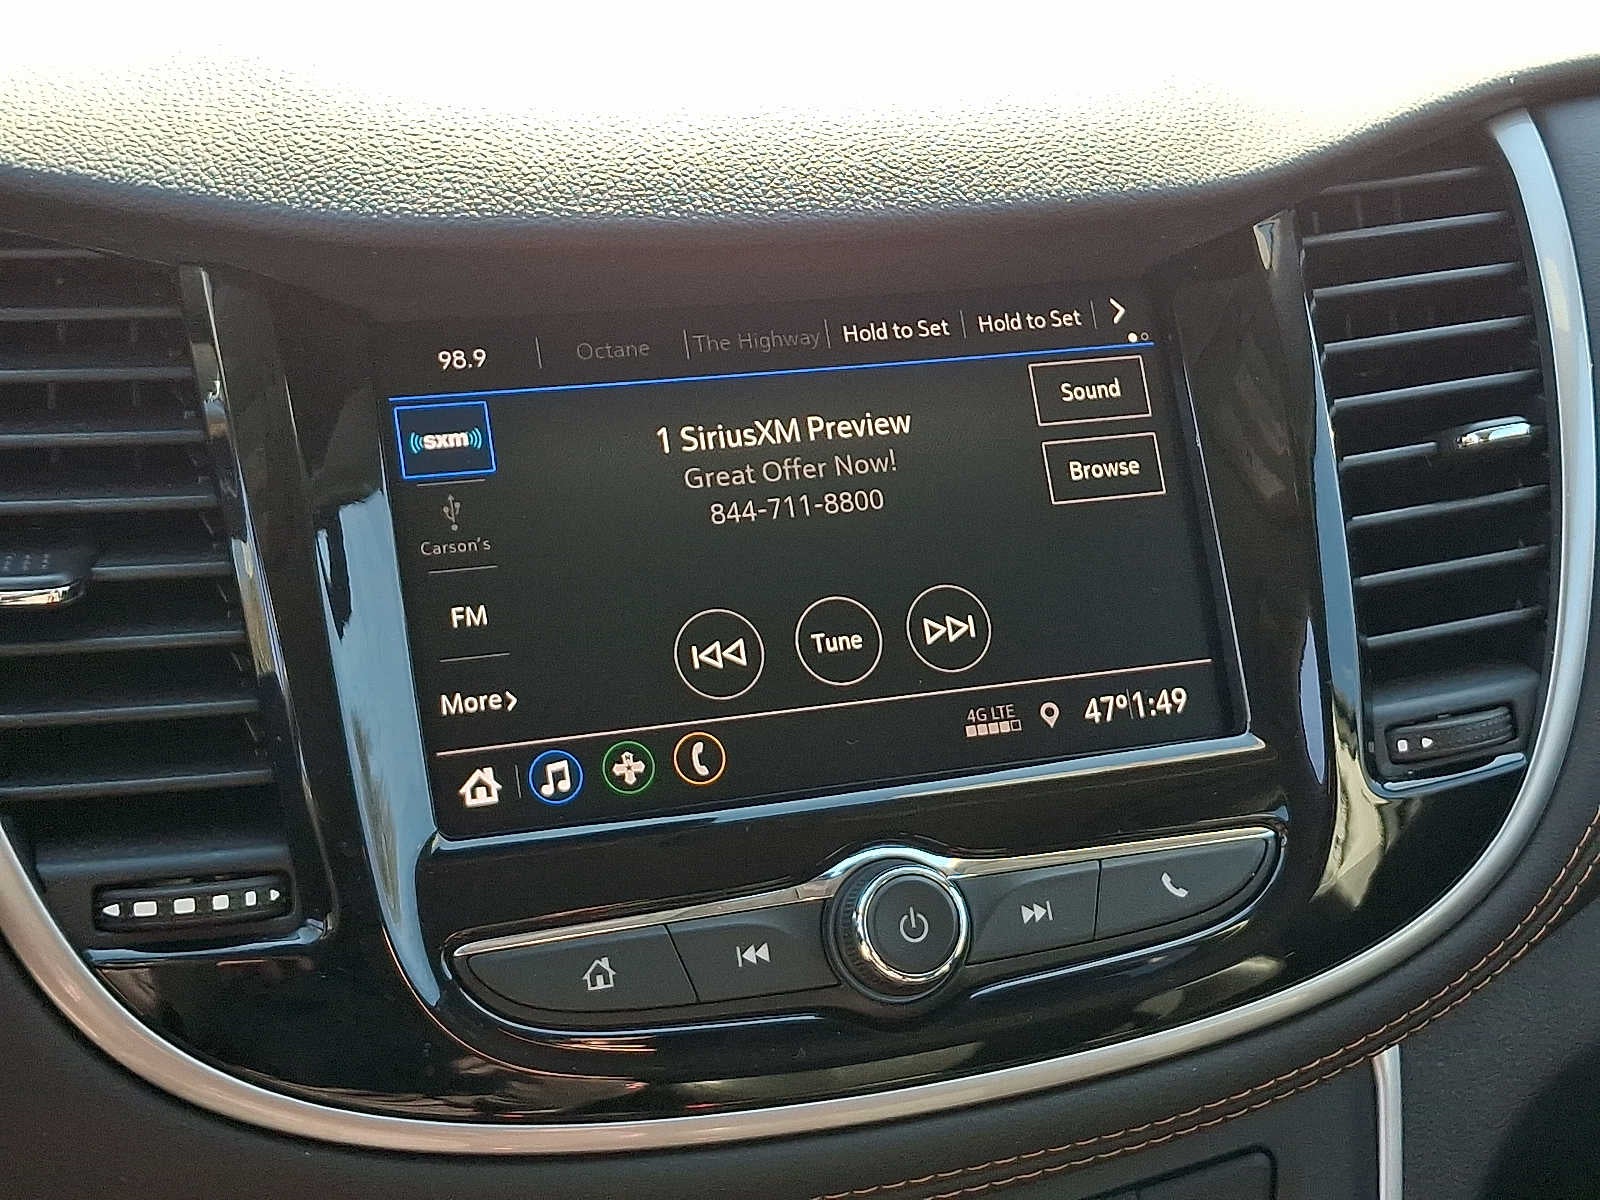 98.9 Octane The Highway Hold to Set Hold to Set
sxm
1 SiriusXM Preview
Great Offer Now!
844-711-8800
Sound
Browse
Carson's
FM
More
Tune
4G LTE
47° 1:49